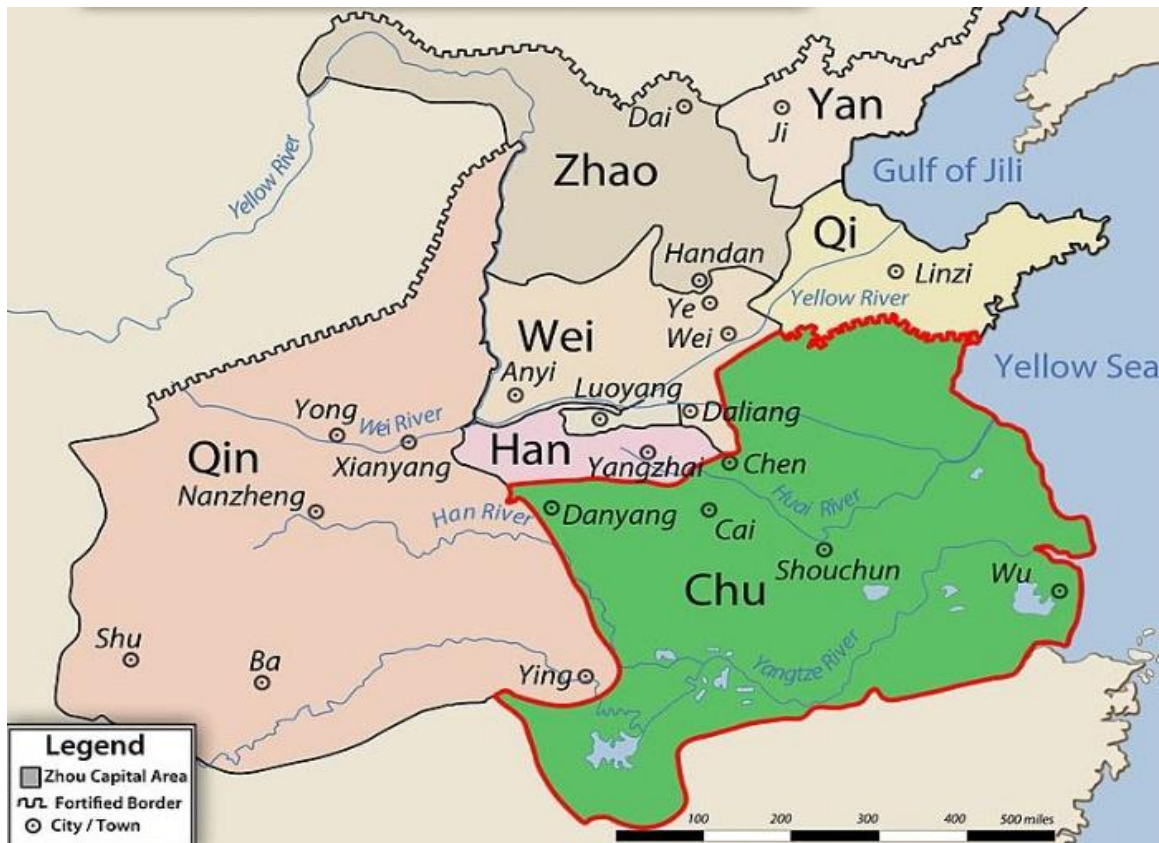 Yan
Dai
Ji
Yellow River
Zhao
Gulf of Jili
Qi
Handan
Linzi
Ye
Yellow River
Wei
Wei
Yellow Sea
Anyi
Luoyang
Daliang
Yong
Wei River
Han
Qin
Xianyang
Yangzhai
Chen
Nanzheng
Han River
Danyang
Cai
Huai River
Shouchun
Wu
Chu
Shu
Ba
Ying
Yangtze River
Legend
Zhou Capital Area
Fortified Border
City / Town
100 200 300 400 500 miles